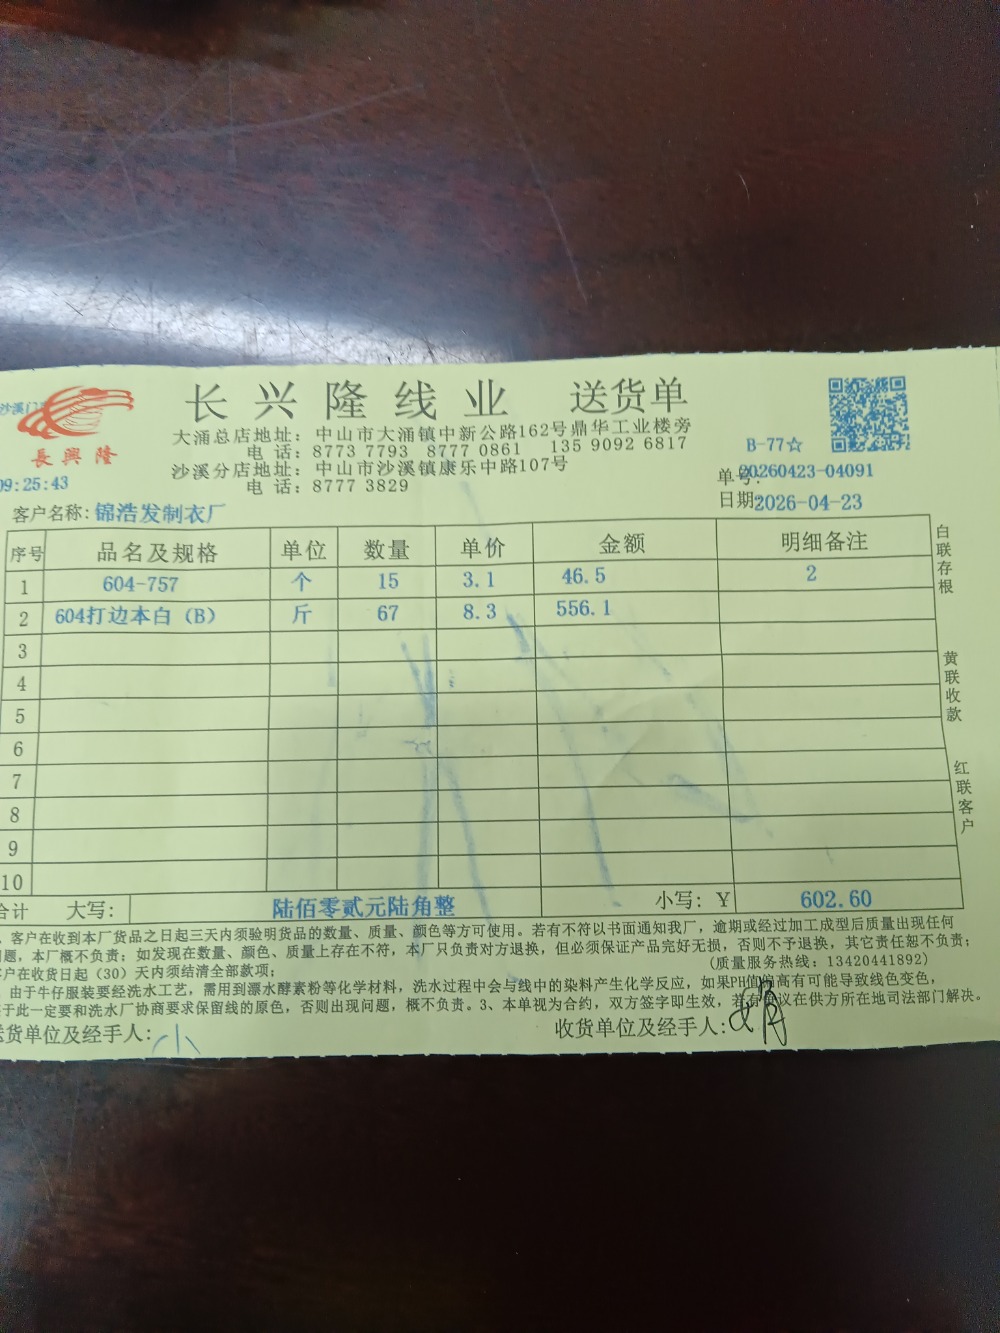 長興隆
09:25:43
长兴隆线业 送货单
大涌总店地址：中山市大涌镇中新公路162号鼎华工业楼旁
电话：8773 7793 8777 0861 135 9092 6817
沙溪分店地址：中山市沙溪镇康乐中路107号
电话：8777 3829
B-77☆
单号：20260423-04091
日期：2026-04-23
客户名称：锦浩发制衣厂
序号 品名及规格 单位 数量 单价 金额 明细备注
1 604-757 个 15 3.1 46.5 2
2 604打边本白（B） 斤 67 8.3 556.1
3
4
5
6
7
8
9
10
合计 大写： 陆佰零贰元陆角整 小写：￥ 602.60
白联存根
黄联收款
红联客户
客户在收到本厂货品之日起三天内须验明货品的数量、质量、颜色等方可使用。若有不符以书面通知我厂，逾期或经过加工成型后质量出现任何
问题，本厂概不负责；如发现在数量、颜色、质量上存在不符，本厂只负责对方退换，但必须保证产品完好无损，否则不予退换，其它责任恕不负责；
客户在收货日起（30）天内须结清全部款项；
(质量服务热线：13420441892)
由于牛仔服装要经洗水工艺，需用到漂水酵素粉等化学材料，洗水过程中会与线中的染料产生化学反应，如果PH值偏高有可能导致线色变色，
于此一定要和洗水厂协商要求保留线的原色，否则出现问题，概不负责。3、本单视为合约，双方签字即生效，若有争议在供方所在地司法部门解决。
送货单位及经手人：小
收货单位及经手人：